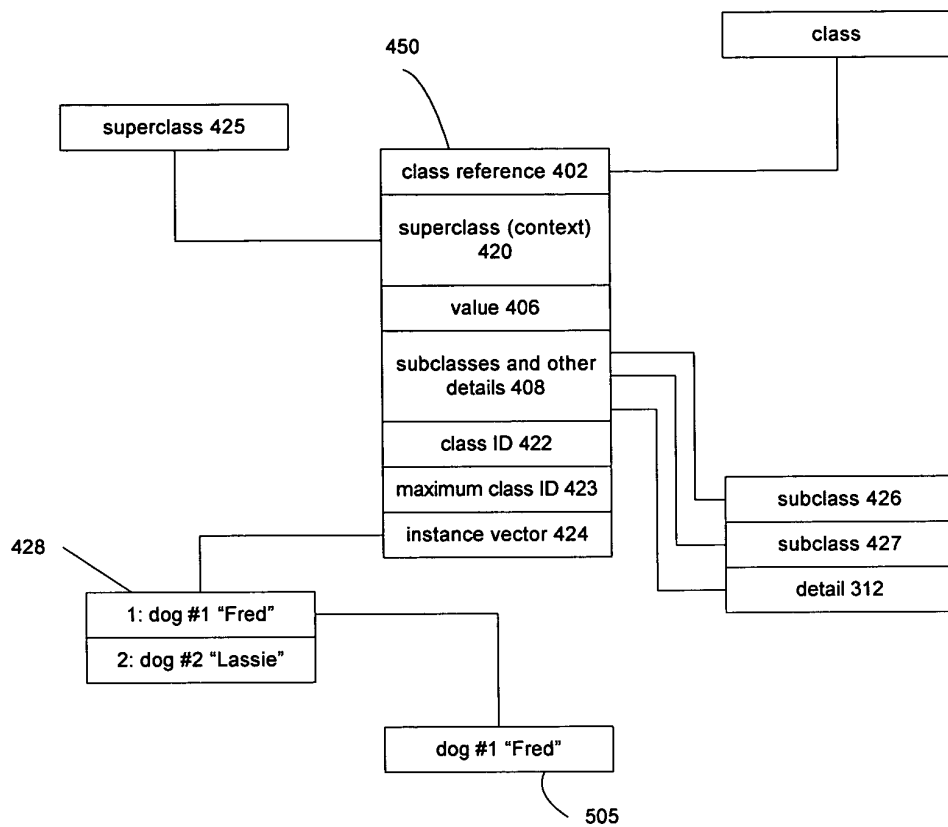 class
450
superclass 425
class reference 402
superclass (context)
420
value 406
subclasses and other
details 408
class ID 422
maximum class ID 423
instance vector 424
subclass 426
subclass 427
detail 312
428
1: dog #1 “Fred”
2: dog #2 “Lassie”
dog #1 “Fred”
505